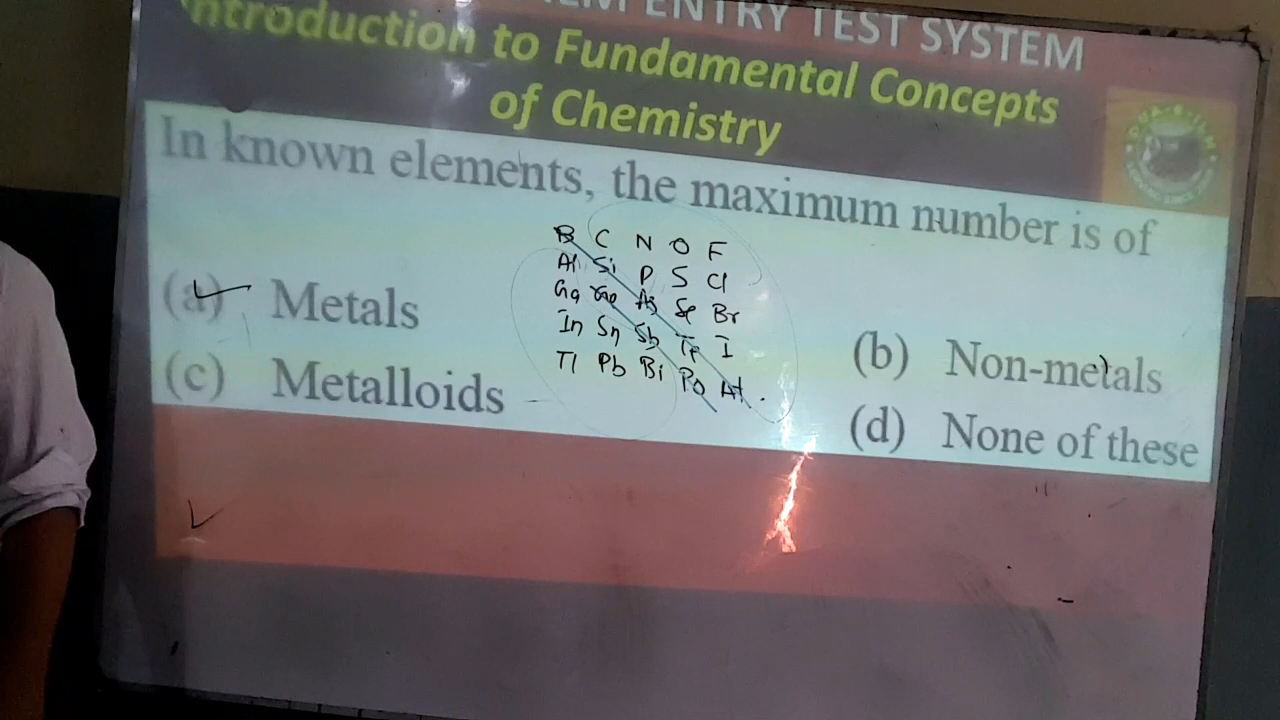 ENTRY TEST SYSTEM
Introduction to Fundamental Concepts
of Chemistry
In known elements, the maximum number is of
B C N O F
Al Si P S Cl
Ga Ge As Se Br
In Sn Sb Te I
Tl Pb Bi Po At
(a) Metals
(b) Non-metals
(c) Metalloids
(d) None of these